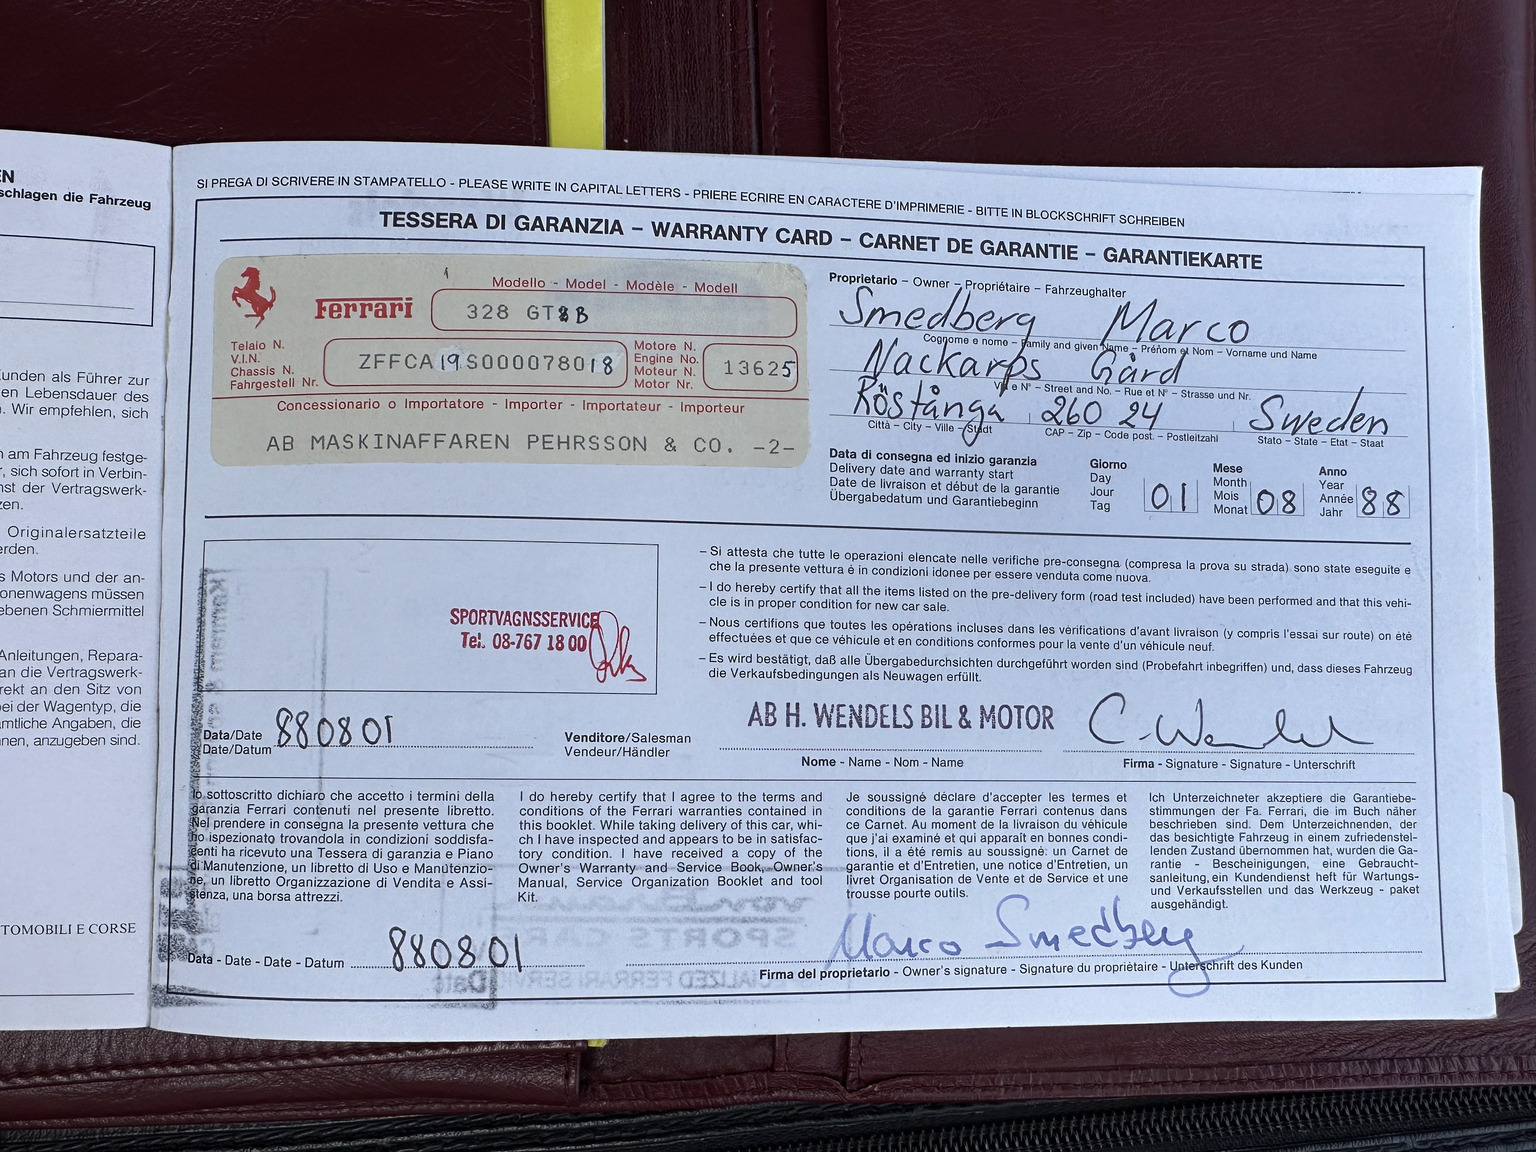 EN
schlagen die Fahrzeug
Kunden als Führer zur
en Lebensdauer des
. Wir empfehlen, sich
n am Fahrzeug festge-
r, sich sofort in Verbin-
nst der Vertragswerk-
zen.
Originalersatzteile
erden.
s Motors und der an-
onenwagens müssen
ebenen Schmiermittel
Anleitungen, Repara-
an die Vertragswerk-
rekt an den Sitz von
bei der Wagentyp, die
amtliche Angaben, die
nnen, anzugeben sind.
TOMOBILI E CORSE
SI PREGA DI SCRIVERE IN STAMPATELLO - PLEASE WRITE IN CAPITAL LETTERS - PRIERE ECRIRE EN CARACTERE D'IMPRIMERIE - BITTE IN BLOCKSCHRIFT SCHREIBEN
TESSERA DI GARANZIA – WARRANTY CARD – CARNET DE GARANTIE – GARANTIEKARTE
Modello - Model - Modèle - Modell
Ferrari
328 GTB
Telaio N.
V.I.N.
Chassis N.
Fahrgestell Nr.
ZFFCA19S000078018
Motore N.
Engine No.
Moteur N.
Motor Nr.
13625
Concessionario o Importatore - Importer - Importateur - Importeur
AB MASKINAFFAREN PEHRSSON & CO. -2-
Proprietario – Owner – Propriétaire – Fahrzeughalter
Smedberg Marco
Cognome e nome – Family and given Name – Prénom et Nom – Vorname und Name
Nackarps Gård
Via e N° – Street and No. – Rue et N° – Strasse und Nr.
Röstånga 260 24 Sweden
Città – City – Ville – Stadt
CAP – Zip – Code post. – Postleitzahl
Stato – State – Etat – Staat
Data di consegna ed inizio garanzia
Delivery date and warranty start
Date de livraison et début de la garantie
Übergabedatum und Garantiebeginn
Giorno
Day
Jour
Tag
01
Mese
Month
Mois
Monat
08
Anno
Year
Année
Jahr
88
SPORTVAGNSSERVICE
Tel. 08-767 18 00
– Si attesta che tutte le operazioni elencate nelle verifiche pre-consegna (compresa la prova su strada) sono state eseguite e
che la presente vettura è in condizioni idonee per essere venduta come nuova.
– I do hereby certify that all the items listed on the pre-delivery form (road test included) have been performed and that this vehi-
cle is in proper condition for new car sale.
– Nous certifions que toutes les opérations incluses dans les vérifications d'avant livraison (y compris l'essai sur route) on été
effectuées et que ce véhicule et en conditions conformes pour la vente d'un véhicule neuf.
– Es wird bestätigt, daß alle Übergabedurchsichten durchgeführt worden sind (Probefahrt inbegriffen) und, dass dieses Fahrzeug
die Verkaufsbedingungen als Neuwagen erfüllt.
Data/Date
Date/Datum
880801
Venditore/Salesman
Vendeur/Händler
AB H. WENDELS BIL & MOTOR
Nome - Name - Nom - Name
C. Wendel
Firma - Signature - Signature - Unterschrift
Io sottoscritto dichiaro che accetto i termini della
garanzia Ferrari contenuti nel presente libretto.
Nel prendere in consegna la presente vettura che
ho ispezionato trovandola in condizioni soddisfa-
centi ha ricevuto una Tessera di garanzia e Piano
di Manutenzione, un libretto di Uso e Manutenzio-
ne, un libretto Organizzazione di Vendita e Assi-
stenza, una borsa attrezzi.
I do hereby certify that I agree to the terms and
conditions of the Ferrari warranties contained in
this booklet. While taking delivery of this car, whi-
ch I have inspected and appears to be in satisfac-
tory condition. I have received a copy of the
Owner's Warranty and Service Book, Owner's
Manual, Service Organization Booklet and tool
Kit.
Je soussigné déclare d'accepter les termes et
conditions de la garantie Ferrari contenus dans
ce Carnet. Au moment de la livraison du véhicule
que j'ai examiné et qui apparaît en bonnes condi-
tions, il a été remis au soussigné: un Carnet de
garantie et d'Entretien, une notice d'Entretien, un
livret Organisation de Vente et de Service et une
trousse pourte outils.
Ich Unterzeichneter akzeptiere die Garantiebe-
stimmungen der Fa. Ferrari, die im Buch näher
beschrieben sind. Dem Unterzeichneten, der
das besichtigte Fahrzeug in einem zufriedenstel-
lenden Zustand übernommen hat, wurden die Ga-
rantie - Bescheinigungen, eine Gebraucht-
sanleitung, ein Kundendienst heft für Wartungs-
und Verkaufsstellen und das Werkzeug - paket
ausgehändigt.
Data - Date - Date - Datum
880801
Marco Smedberg
Firma del proprietario - Owner's signature - Signature du propriétaire - Unterschrift des Kunden